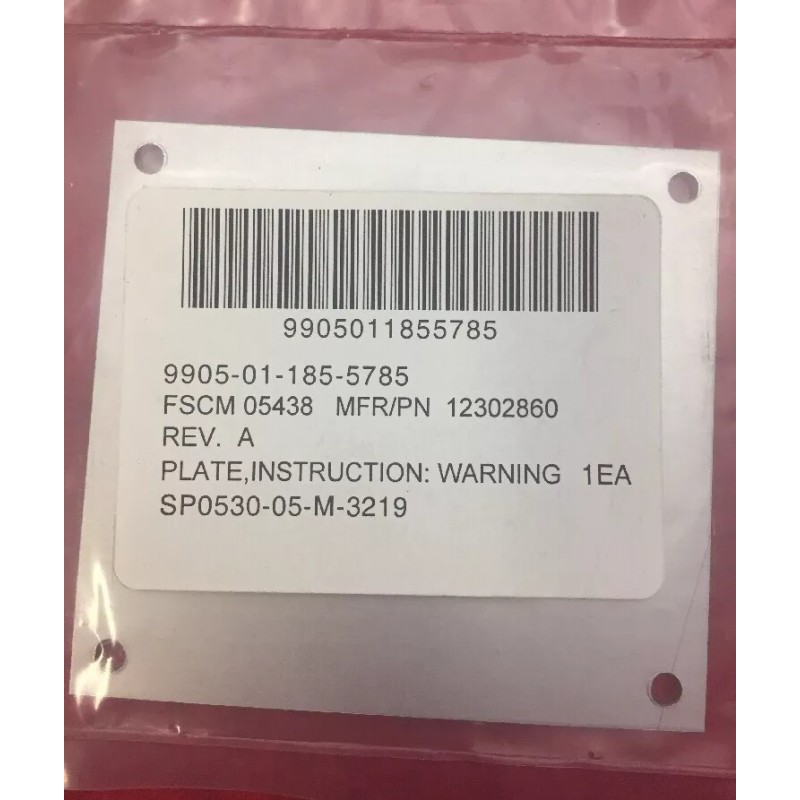 9905011855785
9905-01-185-5785
FSCM 05438 MFR/PN 12302860
REV. A
PLATE,INSTRUCTION: WARNING 1EA
SP0530-05-M-3219